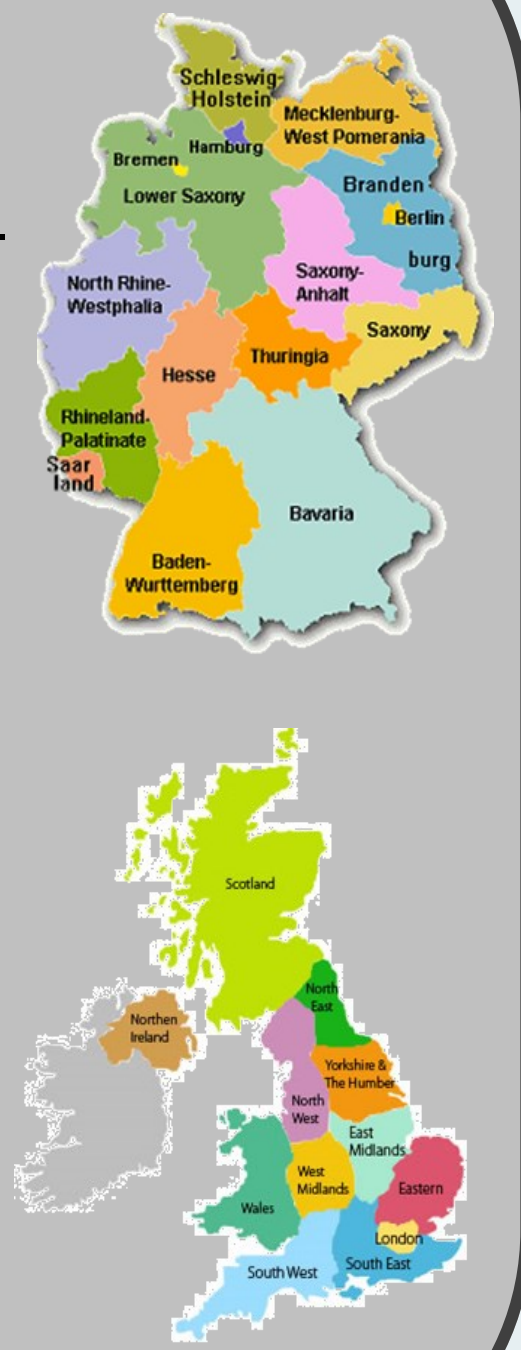 Schleswig-
Holstein
Mecklenburg-
West Pomerania
Hamburg
Bremen
Lower Saxony
Branden
Berlin
burg
North Rhine-
Westphalia
Saxony-
Anhalt
Saxony
Thuringia
Hesse
Rhineland-
Palatinate
Saar
land
Bavaria
Baden-
Wurttemberg
Scotland
North
East
Northen
Ireland
Yorkshire &
The Humber
North
West
East
Midlands
West
Midlands
Eastern
Wales
London
South East
South West